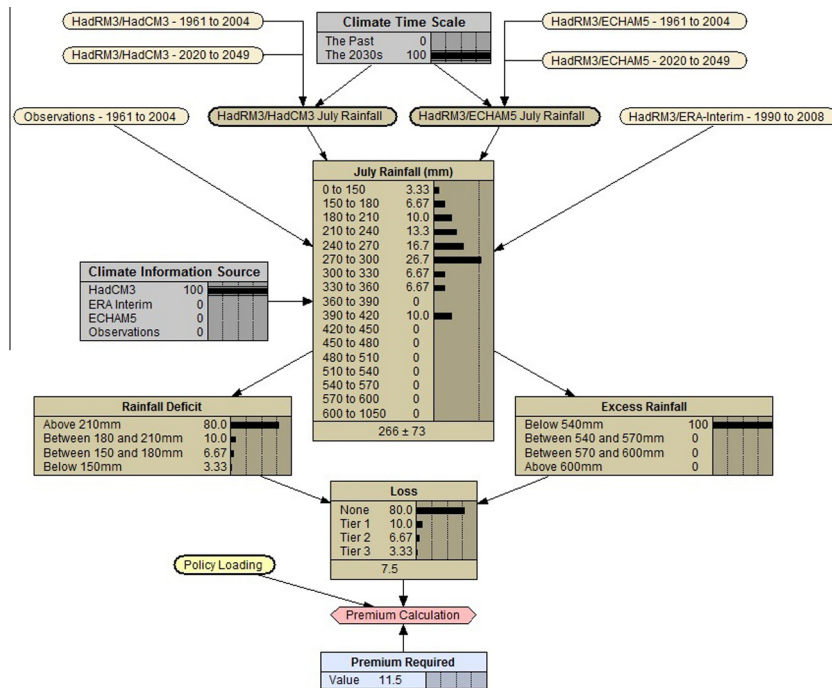 HadRM3/HadCM3 - 1961 to 2004
Climate Time Scale
HadRM3/ECHAM5 - 1961 to 2004
The Past 0
The 2030s 100
HadRM3/HadCM3 - 2020 to 2049
HadRM3/ECHAM5 - 2020 to 2049
Observations - 1961 to 2004
HadRM3/HadCM3 July Rainfall
HadRM3/ECHAM5 July Rainfall
HadRM3/ERA-Interim - 1990 to 2008
July Rainfall (mm)
0 to 150 3.33
150 to 180 6.67
180 to 210 10.0
210 to 240 13.3
240 to 270 16.7
270 to 300 26.7
300 to 330 6.67
330 to 360 6.67
360 to 390 0
390 to 420 10.0
420 to 450 0
450 to 480 0
480 to 510 0
510 to 540 0
540 to 570 0
570 to 600 0
600 to 1050 0
266 ± 73
Climate Information Source
HadCM3 100
ERA Interim 0
ECHAM5 0
Observations 0
Rainfall Deficit
Above 210mm 80.0
Between 180 and 210mm 10.0
Between 150 and 180mm 6.67
Below 150mm 3.33
Excess Rainfall
Below 540mm 100
Between 540 and 570mm 0
Between 570 and 600mm 0
Above 600mm 0
Loss
None 80.0
Tier 1 10.0
Tier 2 6.67
Tier 3 3.33
7.5
Policy Loading
Premium Calculation
Premium Required
Value 11.5